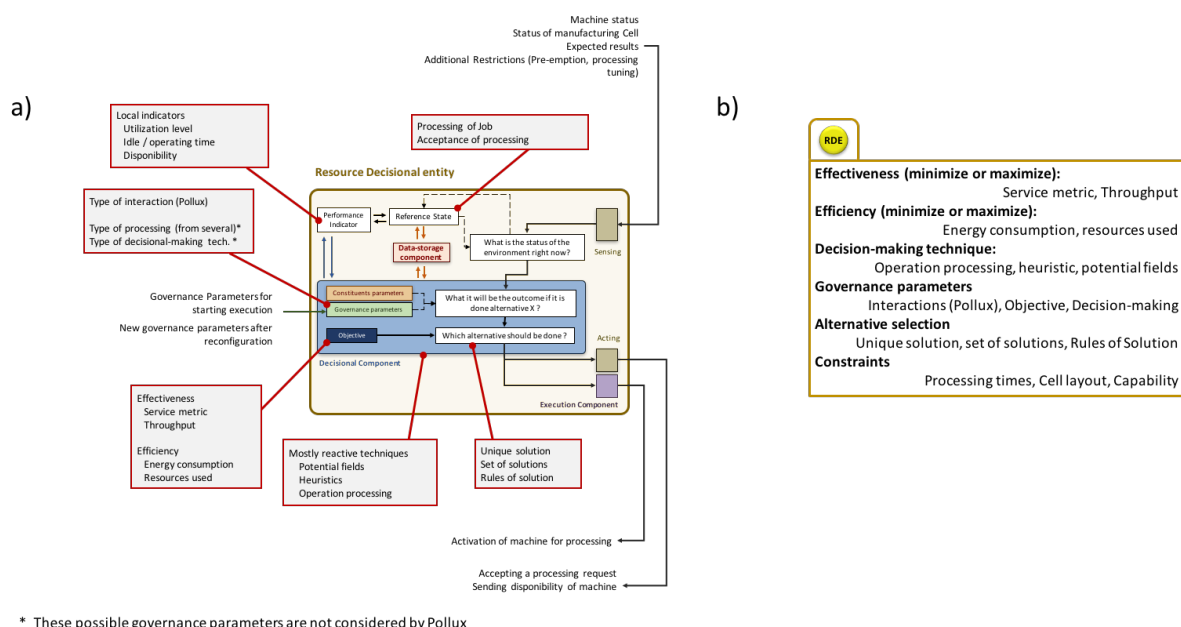 Machine status
Status of manufacturing Cell
Expected results
Additional Restrictions (Pre-emption, processing
tuning)
a)
b)
Local indicators
Utilization level
Idle / operating time
Disponibility
Processing of Job
Acceptance of processing
Resource Decisional entity
Type of interaction (Pollux)
Type of processing (from several)*
Type of decisional-making tech. *
Performance
Indicator
Reference State
Data-storage
component
What is the status of the
environment right now?
Sensing
Governance Parameters for
starting execution
New governance parameters after
reconfiguration
Constituents parameters
Governance parameters
What it will be the outcome if it is
done alternative X ?
Objective
Which alternative should be done ?
Decisional Component
Acting
Execution Component
Effectiveness
Service metric
Throughput
Efficiency
Energy consumption
Resources used
Mostly reactive techniques
Potential fields
Heuristics
Operation processing
Unique solution
Set of solutions
Rules of solution
Activation of machine for processing
Accepting a processing request
Sending disponibility of machine
* These possible governance parameters are not considered by Pollux
RDE
Effectiveness (minimize or maximize):
Service metric, Throughput
Efficiency (minimize or maximize):
Energy consumption, resources used
Decision-making technique:
Operation processing, heuristic, potential fields
Governance parameters
Interactions (Pollux), Objective, Decision-making
Alternative selection
Unique solution, set of solutions, Rules of Solution
Constraints
Processing times, Cell layout, Capability